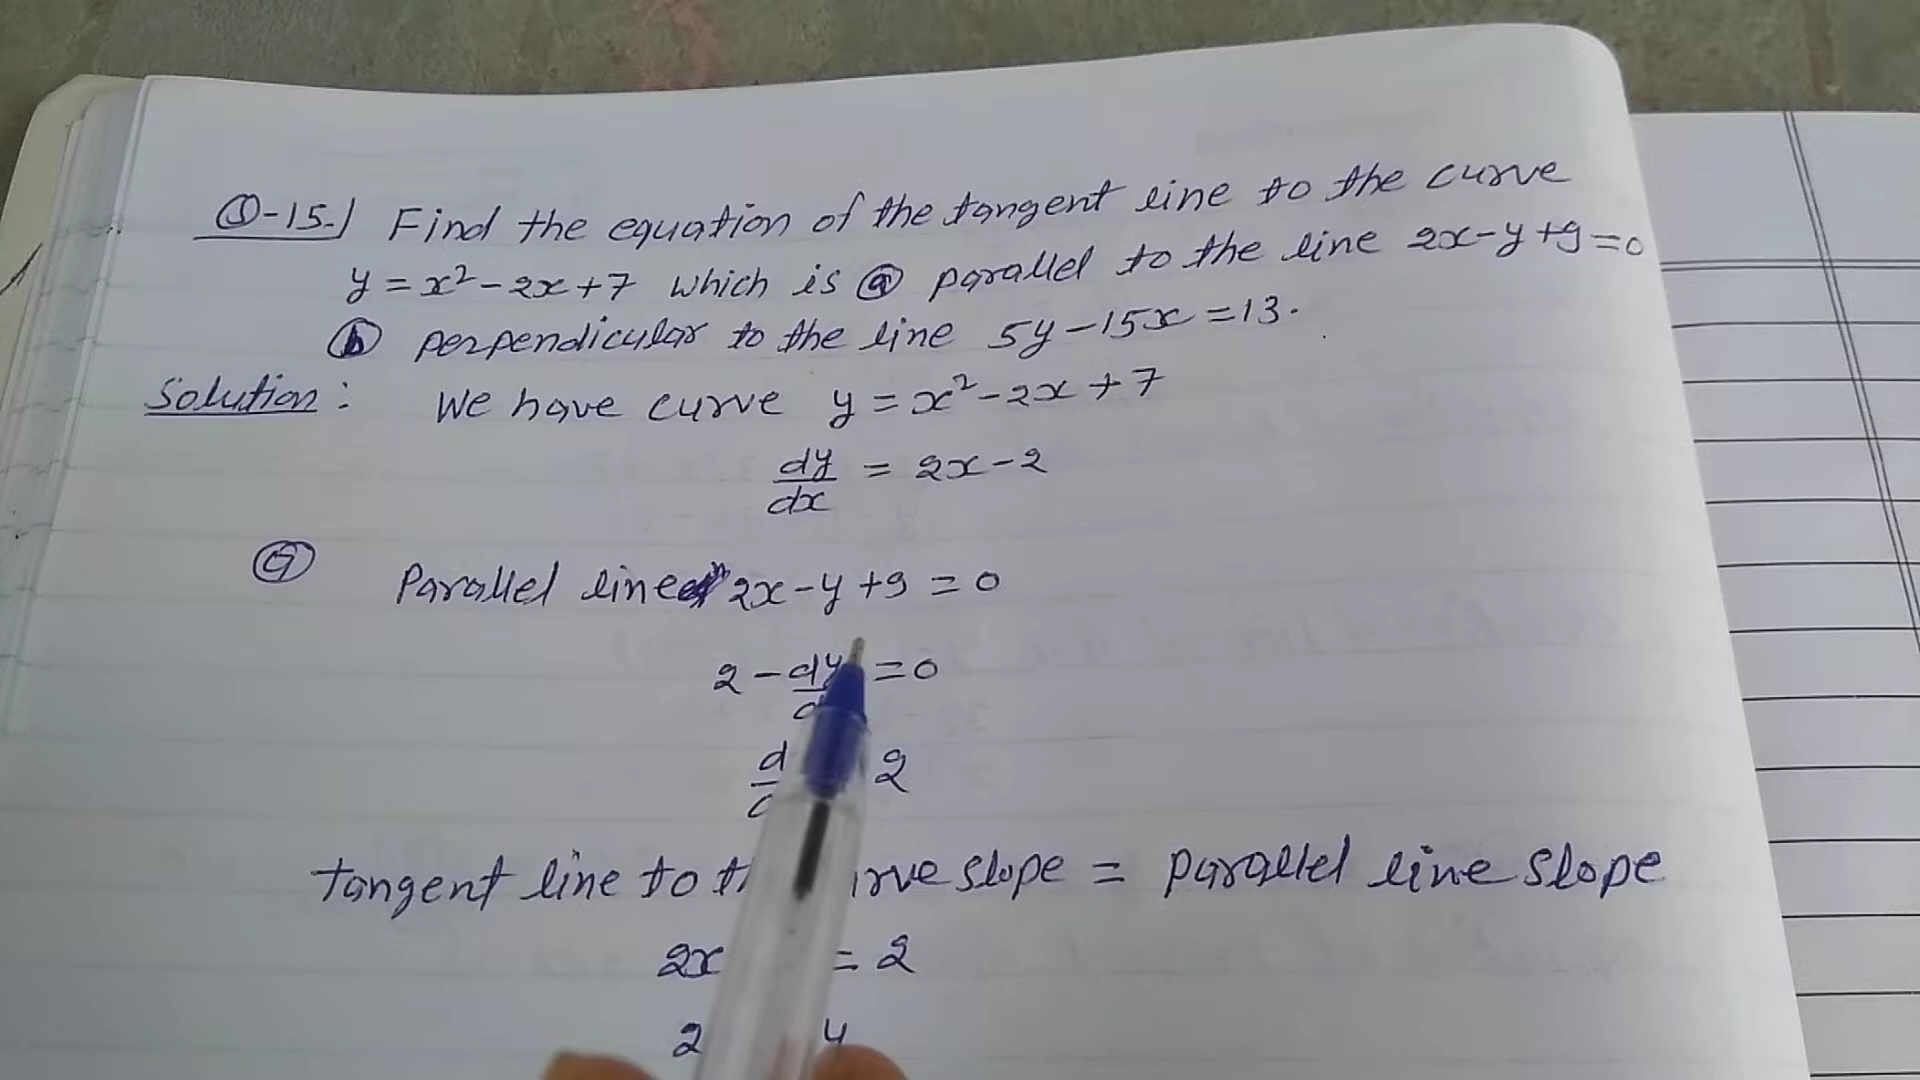 Q-15. Find the equation of the tangent line to the curve
y = x² - 2x + 7 which is ⓐ parallel to the line 2x - y + 9 = 0
ⓑ perpendicular to the line 5y - 15x = 13.
Solution: We have curve y = x² - 2x + 7
dy/dx = 2x - 2
ⓐ Parallel line 2x - y + 9 = 0
2 - dy = 0
2
tangent line to slope = parallel line slope
2x = 2
2 4